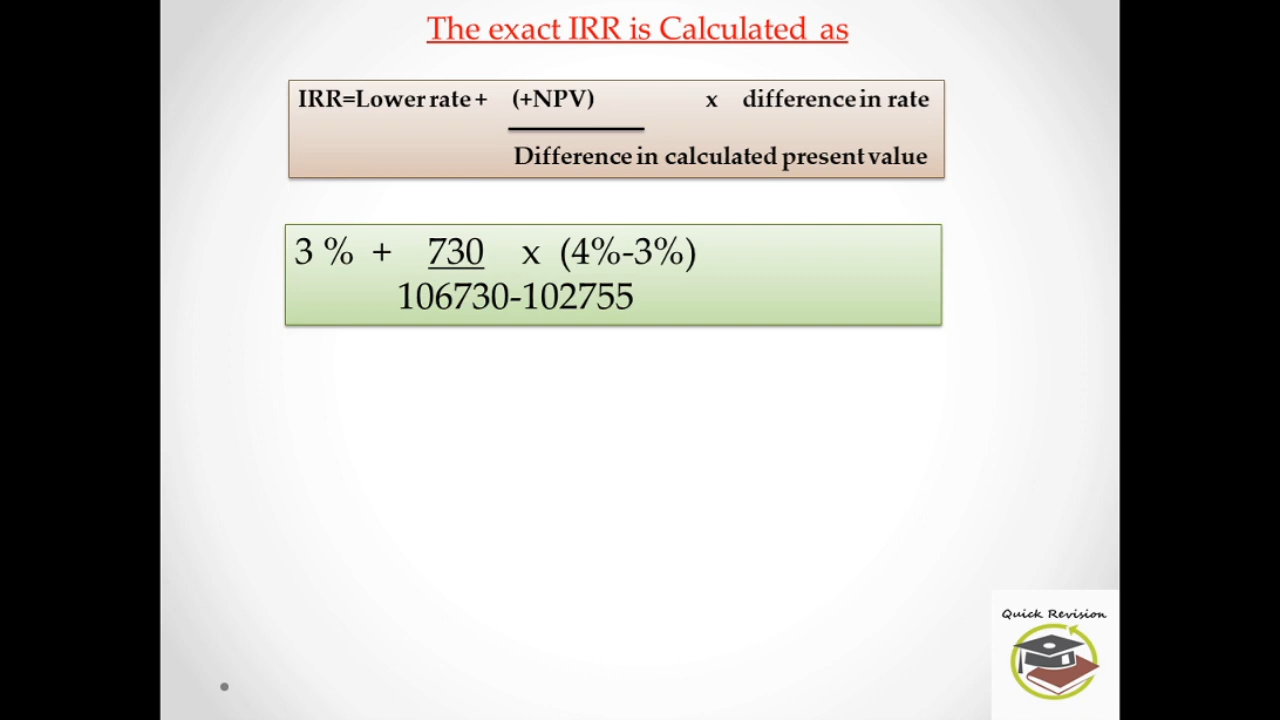 The exact IRR is Calculated as
IRR=Lower rate + (+NPV) x difference in rate
Difference in calculated present value
3 % + 730 x (4%-3%)
106730-102755
Quick Revision